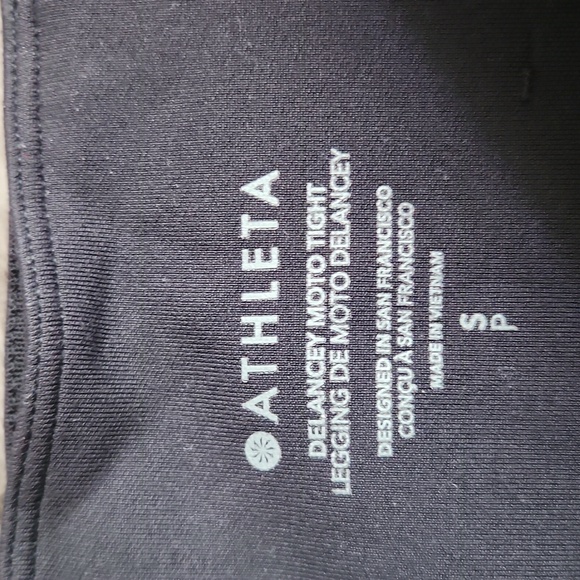 ATHLETA
DELANCEY MOTO TIGHT
LEGGING DE MOTO DELANCEY
DESIGNED IN SAN FRANCISCO
CONÇU À SAN FRANCISCO
MADE IN VIETNAM
S
P